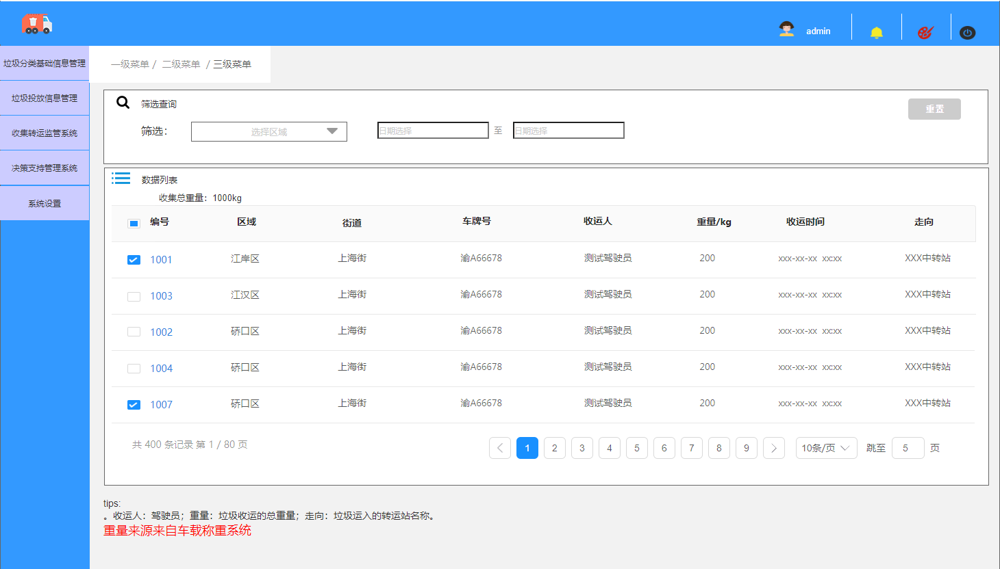 admin
垃圾分类基础信息管理
垃圾投放信息管理
收集转运监管系统
决策支持管理系统
系统设置
一级菜单 / 二级菜单 / 三级菜单
筛选查询
重置
筛选： 选择区域 日期选择 至 日期选择
数据列表
收集总重量：1000kg
编号 区域 街道 车牌号 收运人 重量/kg 收运时间 走向
1001 江岸区 上海街 渝A66678 测试驾驶员 200 xxx-xx-xx xx:xx XXX中转站
1003 江汉区 上海街 渝A66678 测试驾驶员 200 xxx-xx-xx xx:xx XXX中转站
1002 硚口区 上海街 渝A66678 测试驾驶员 200 xxx-xx-xx xx:xx XXX中转站
1004 硚口区 上海街 渝A66678 测试驾驶员 200 xxx-xx-xx xx:xx XXX中转站
1007 硚口区 上海街 渝A66678 测试驾驶员 200 xxx-xx-xx xx:xx XXX中转站
共 400 条记录 第 1 / 80 页 1 2 3 4 5 6 7 8 9 10条/页 跳至 5 页
tips:
。收运人：驾驶员；重量：垃圾收运的总重量；走向：垃圾运入的转运站名称。
重量来源来自车载称重系统